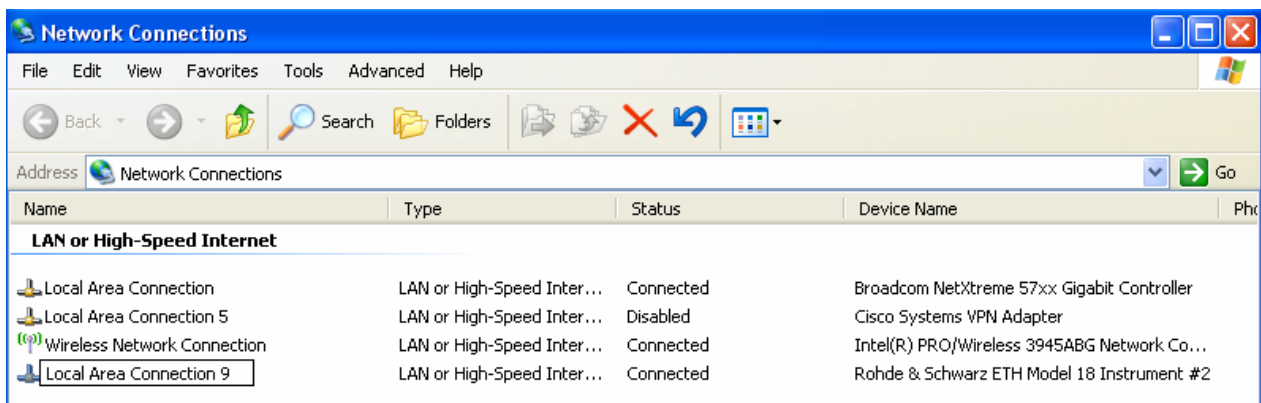 Network Connections
File Edit View Favorites Tools Advanced Help
Back Search Folders
Address Network Connections Go
Name Type Status Device Name Pho
LAN or High-Speed Internet
Local Area Connection LAN or High-Speed Inter... Connected Broadcom NetXtreme 57xx Gigabit Controller
Local Area Connection 5 LAN or High-Speed Inter... Disabled Cisco Systems VPN Adapter
Wireless Network Connection LAN or High-Speed Inter... Connected Intel(R) PRO/Wireless 3945ABG Network Co...
Local Area Connection 9 LAN or High-Speed Inter... Connected Rohde & Schwarz ETH Model 18 Instrument #2